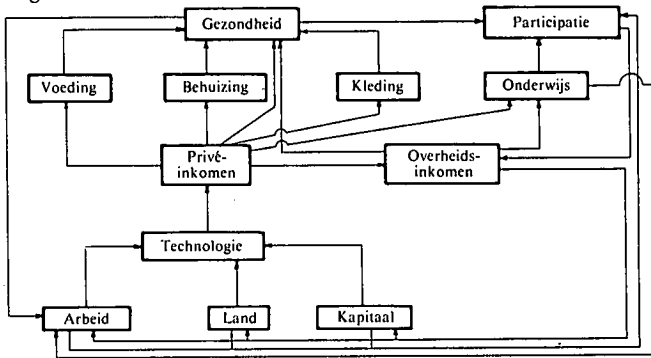 Gezondheid
Participatie
Voeding
Behuizing
Kleding
Onderwijs
Privé-
inkomen
Overheids-
inkomen
Technologie
Arbeid
Land
Kapitaal